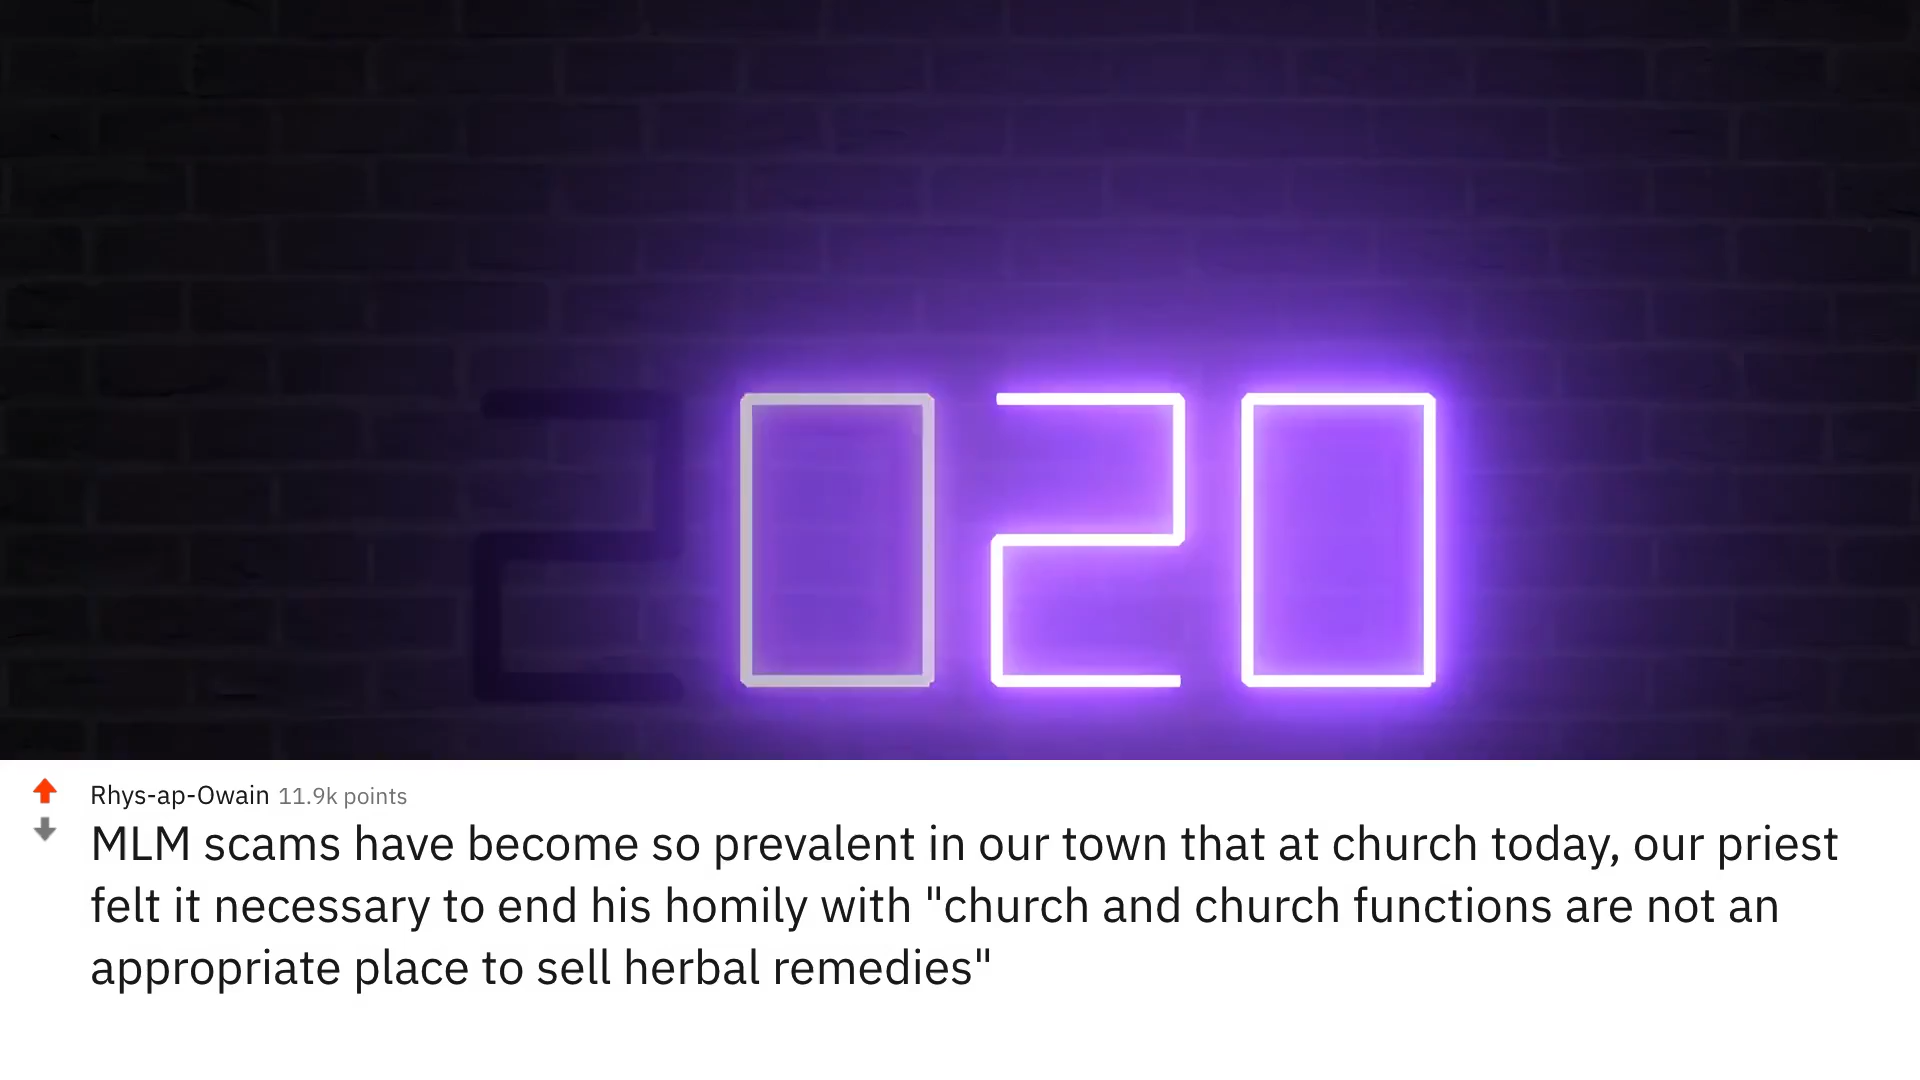 2020
Rhys-ap-Owain 11.9k points
MLM scams have become so prevalent in our town that at church today, our priest
felt it necessary to end his homily with "church and church functions are not an
appropriate place to sell herbal remedies"